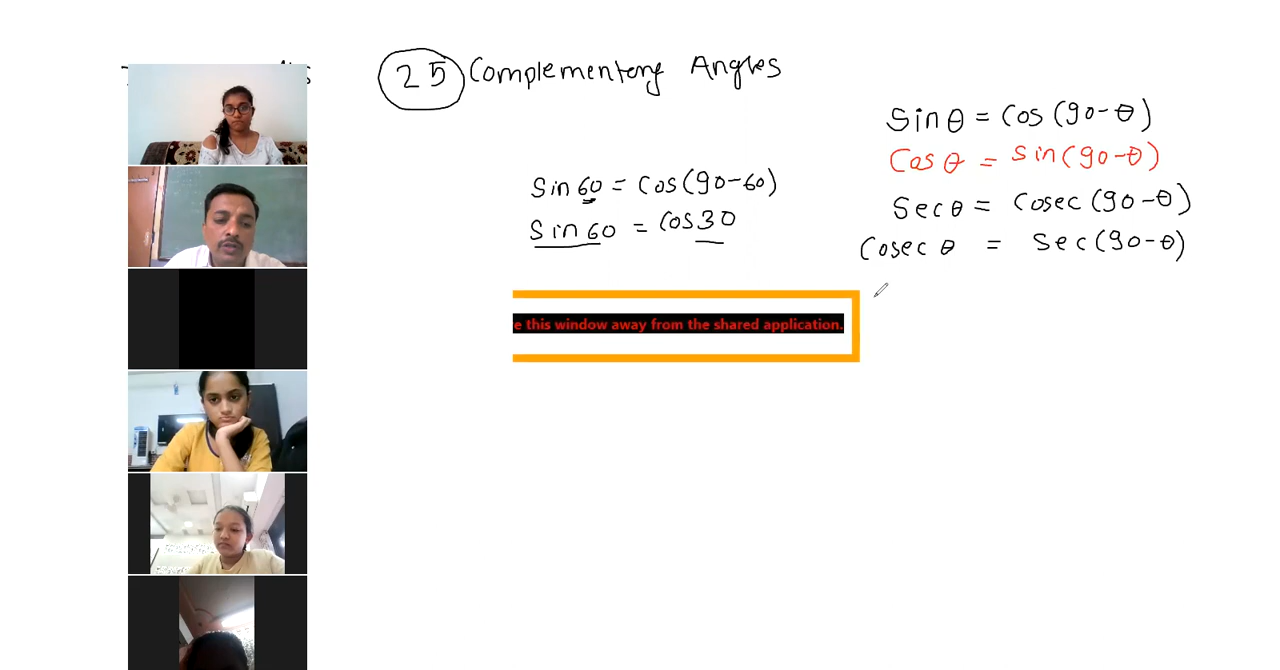 25 Complementary Angles
Sin θ = Cos (90-θ)
Cos θ = Sin (90-θ)
Sin 60 = Cos (90-60)
Sec θ = Cosec (90-θ)
Sin 60 = Cos 30
Cosec θ = Sec (90-θ)
this window away from the shared application.